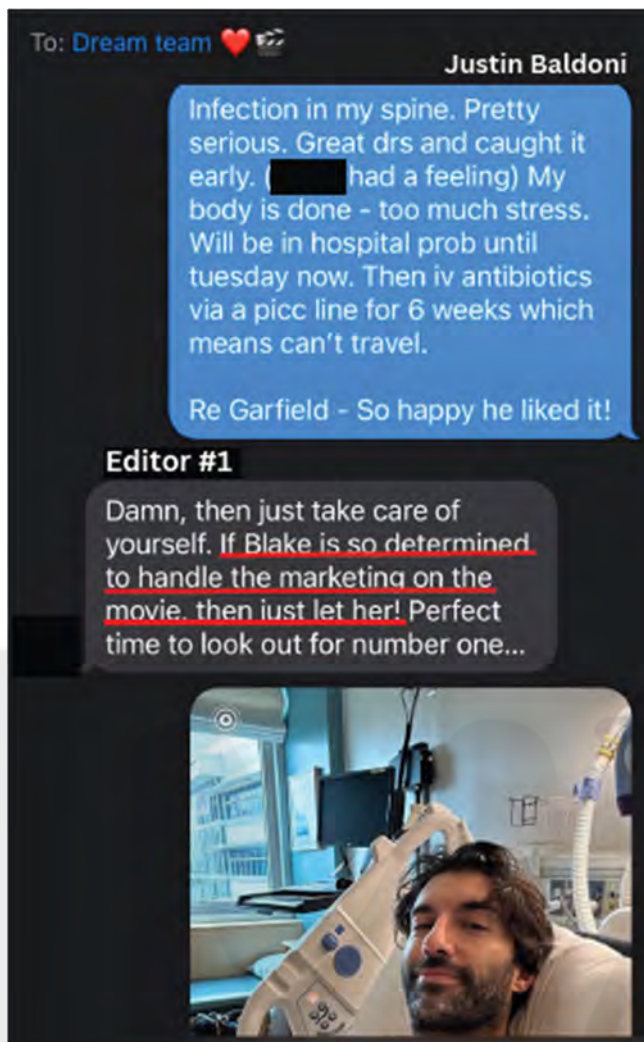 To: Dream team ❤️🎬
Justin Baldoni
Infection in my spine. Pretty
serious. Great drs and caught it
early. ( had a feeling) My
body is done - too much stress.
Will be in hospital prob until
tuesday now. Then iv antibiotics
via a picc line for 6 weeks which
means can't travel.
Re Garfield - So happy he liked it!
Editor #1
Damn, then just take care of
yourself. If Blake is so determined
to handle the marketing on the
movie, then just let her! Perfect
time to look out for number one...